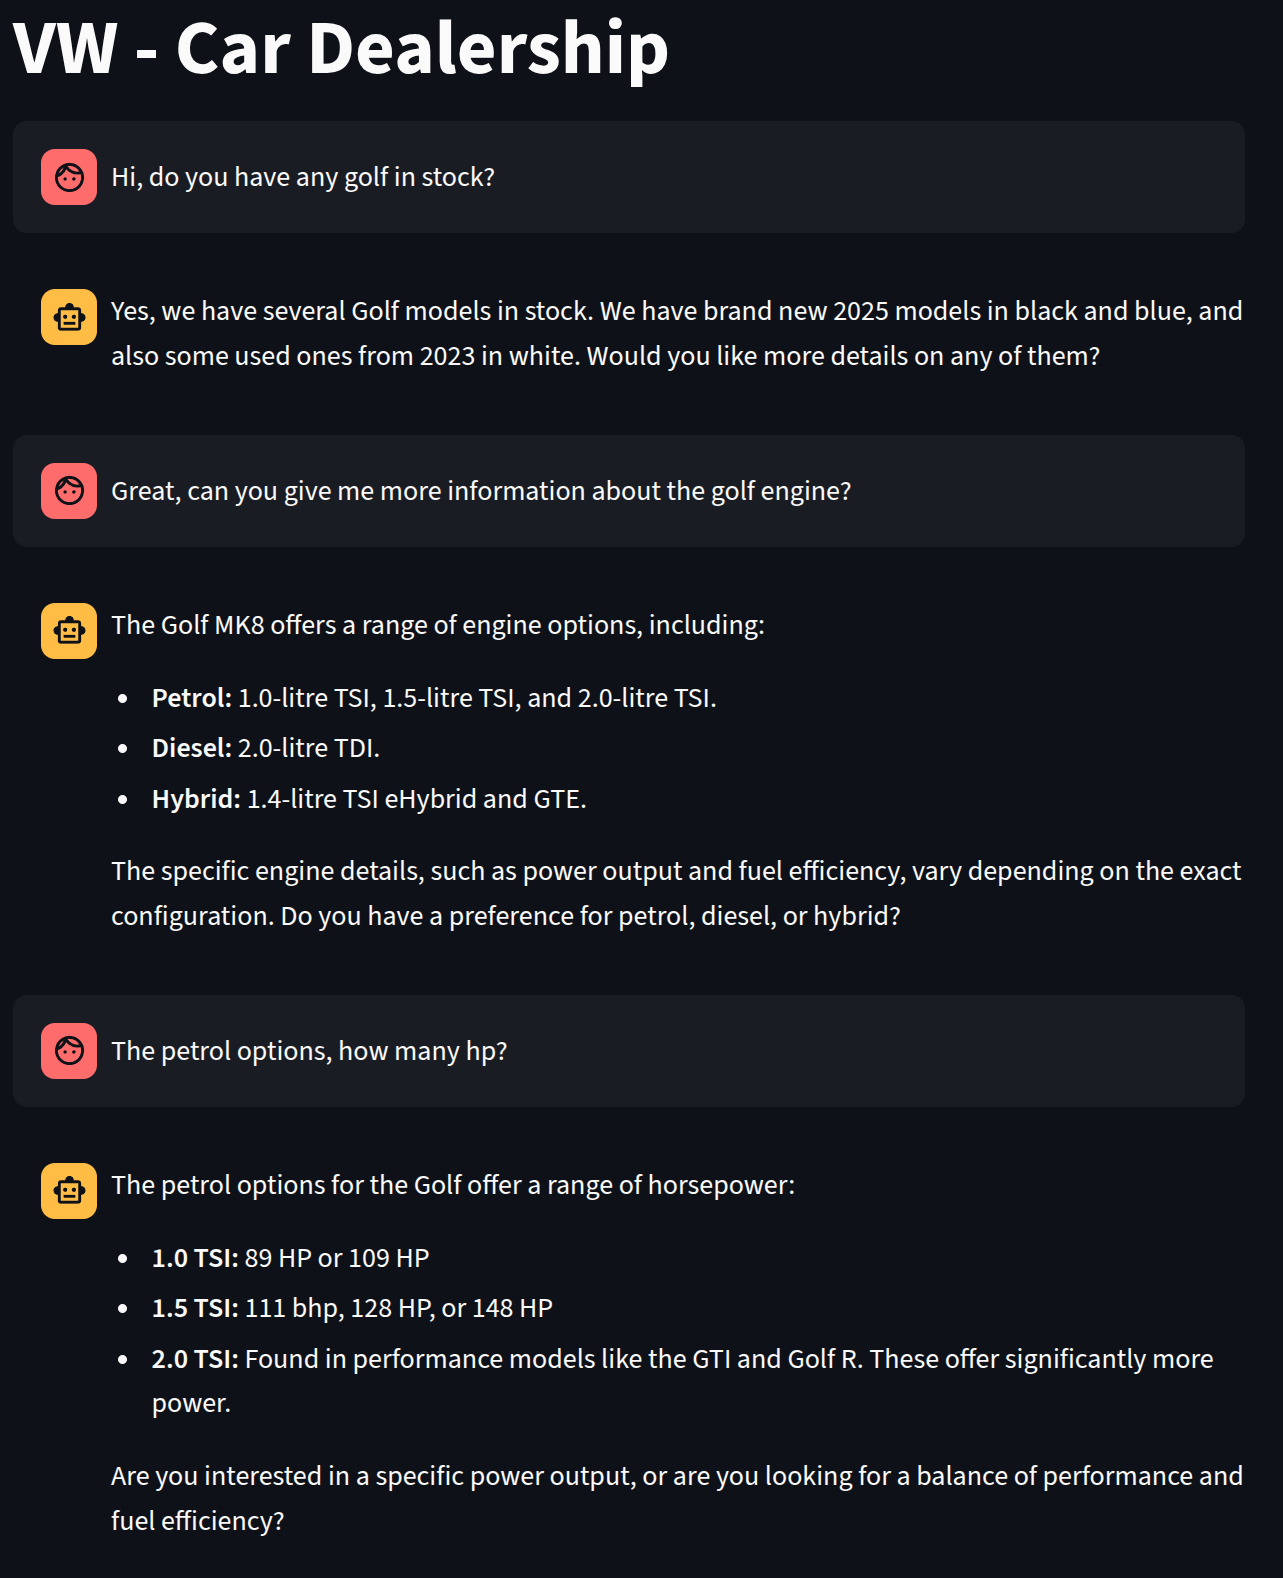 VW - Car Dealership
Hi, do you have any golf in stock?
Yes, we have several Golf models in stock. We have brand new 2025 models in black and blue, and
also some used ones from 2023 in white. Would you like more details on any of them?
Great, can you give me more information about the golf engine?
The Golf MK8 offers a range of engine options, including:
• Petrol: 1.0-litre TSI, 1.5-litre TSI, and 2.0-litre TSI.
• Diesel: 2.0-litre TDI.
• Hybrid: 1.4-litre TSI eHybrid and GTE.
The specific engine details, such as power output and fuel efficiency, vary depending on the exact
configuration. Do you have a preference for petrol, diesel, or hybrid?
The petrol options, how many hp?
The petrol options for the Golf offer a range of horsepower:
• 1.0 TSI: 89 HP or 109 HP
• 1.5 TSI: 111 bhp, 128 HP, or 148 HP
• 2.0 TSI: Found in performance models like the GTI and Golf R. These offer significantly more
power.
Are you interested in a specific power output, or are you looking for a balance of performance and
fuel efficiency?